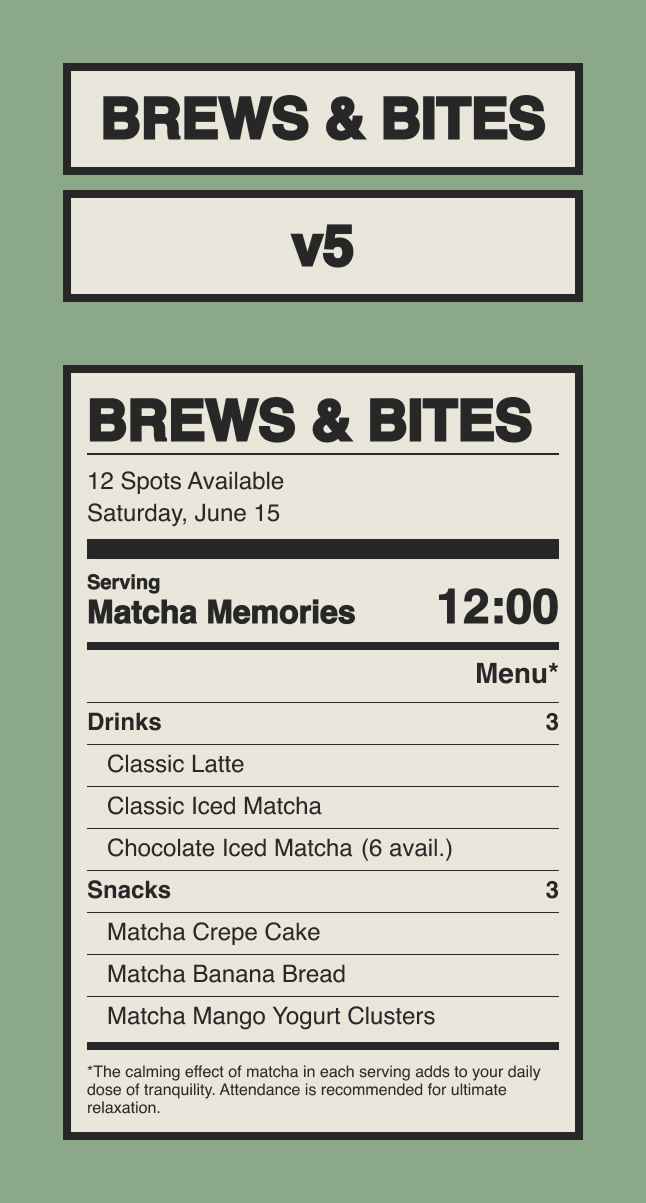 BREWS & BITES
v5
BREWS & BITES
12 Spots Available
Saturday, June 15
Serving
Matcha Memories 12:00
Menu*
Drinks 3
Classic Latte
Classic Iced Matcha
Chocolate Iced Matcha (6 avail.)
Snacks 3
Matcha Crepe Cake
Matcha Banana Bread
Matcha Mango Yogurt Clusters
*The calming effect of matcha in each serving adds to your daily
dose of tranquility. Attendance is recommended for ultimate
relaxation.